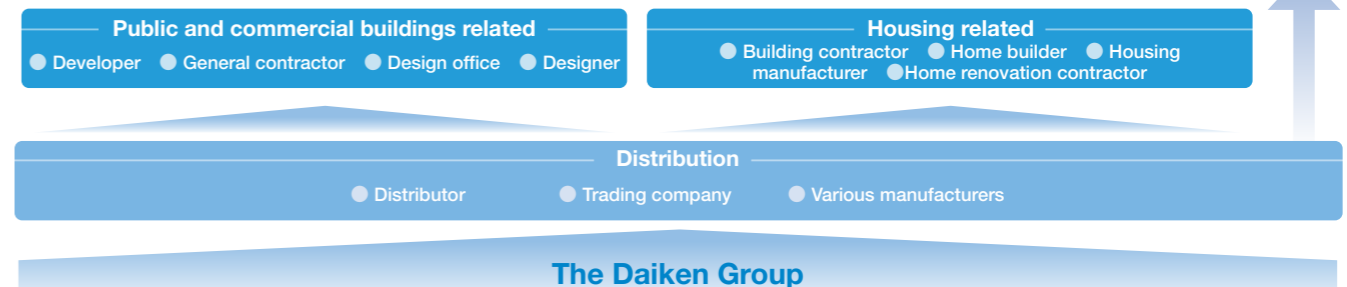 Public and commercial buildings related
● Developer ● General contractor ● Design office ● Designer
Housing related
● Building contractor ● Home builder ● Housing
manufacturer ●Home renovation contractor
Distribution
● Distributor ● Trading company ● Various manufacturers
The Daiken Group